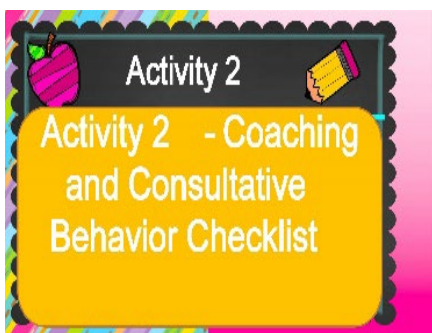 Activity 2
Activity 2 - Coaching
and Consultative
Behavior Checklist